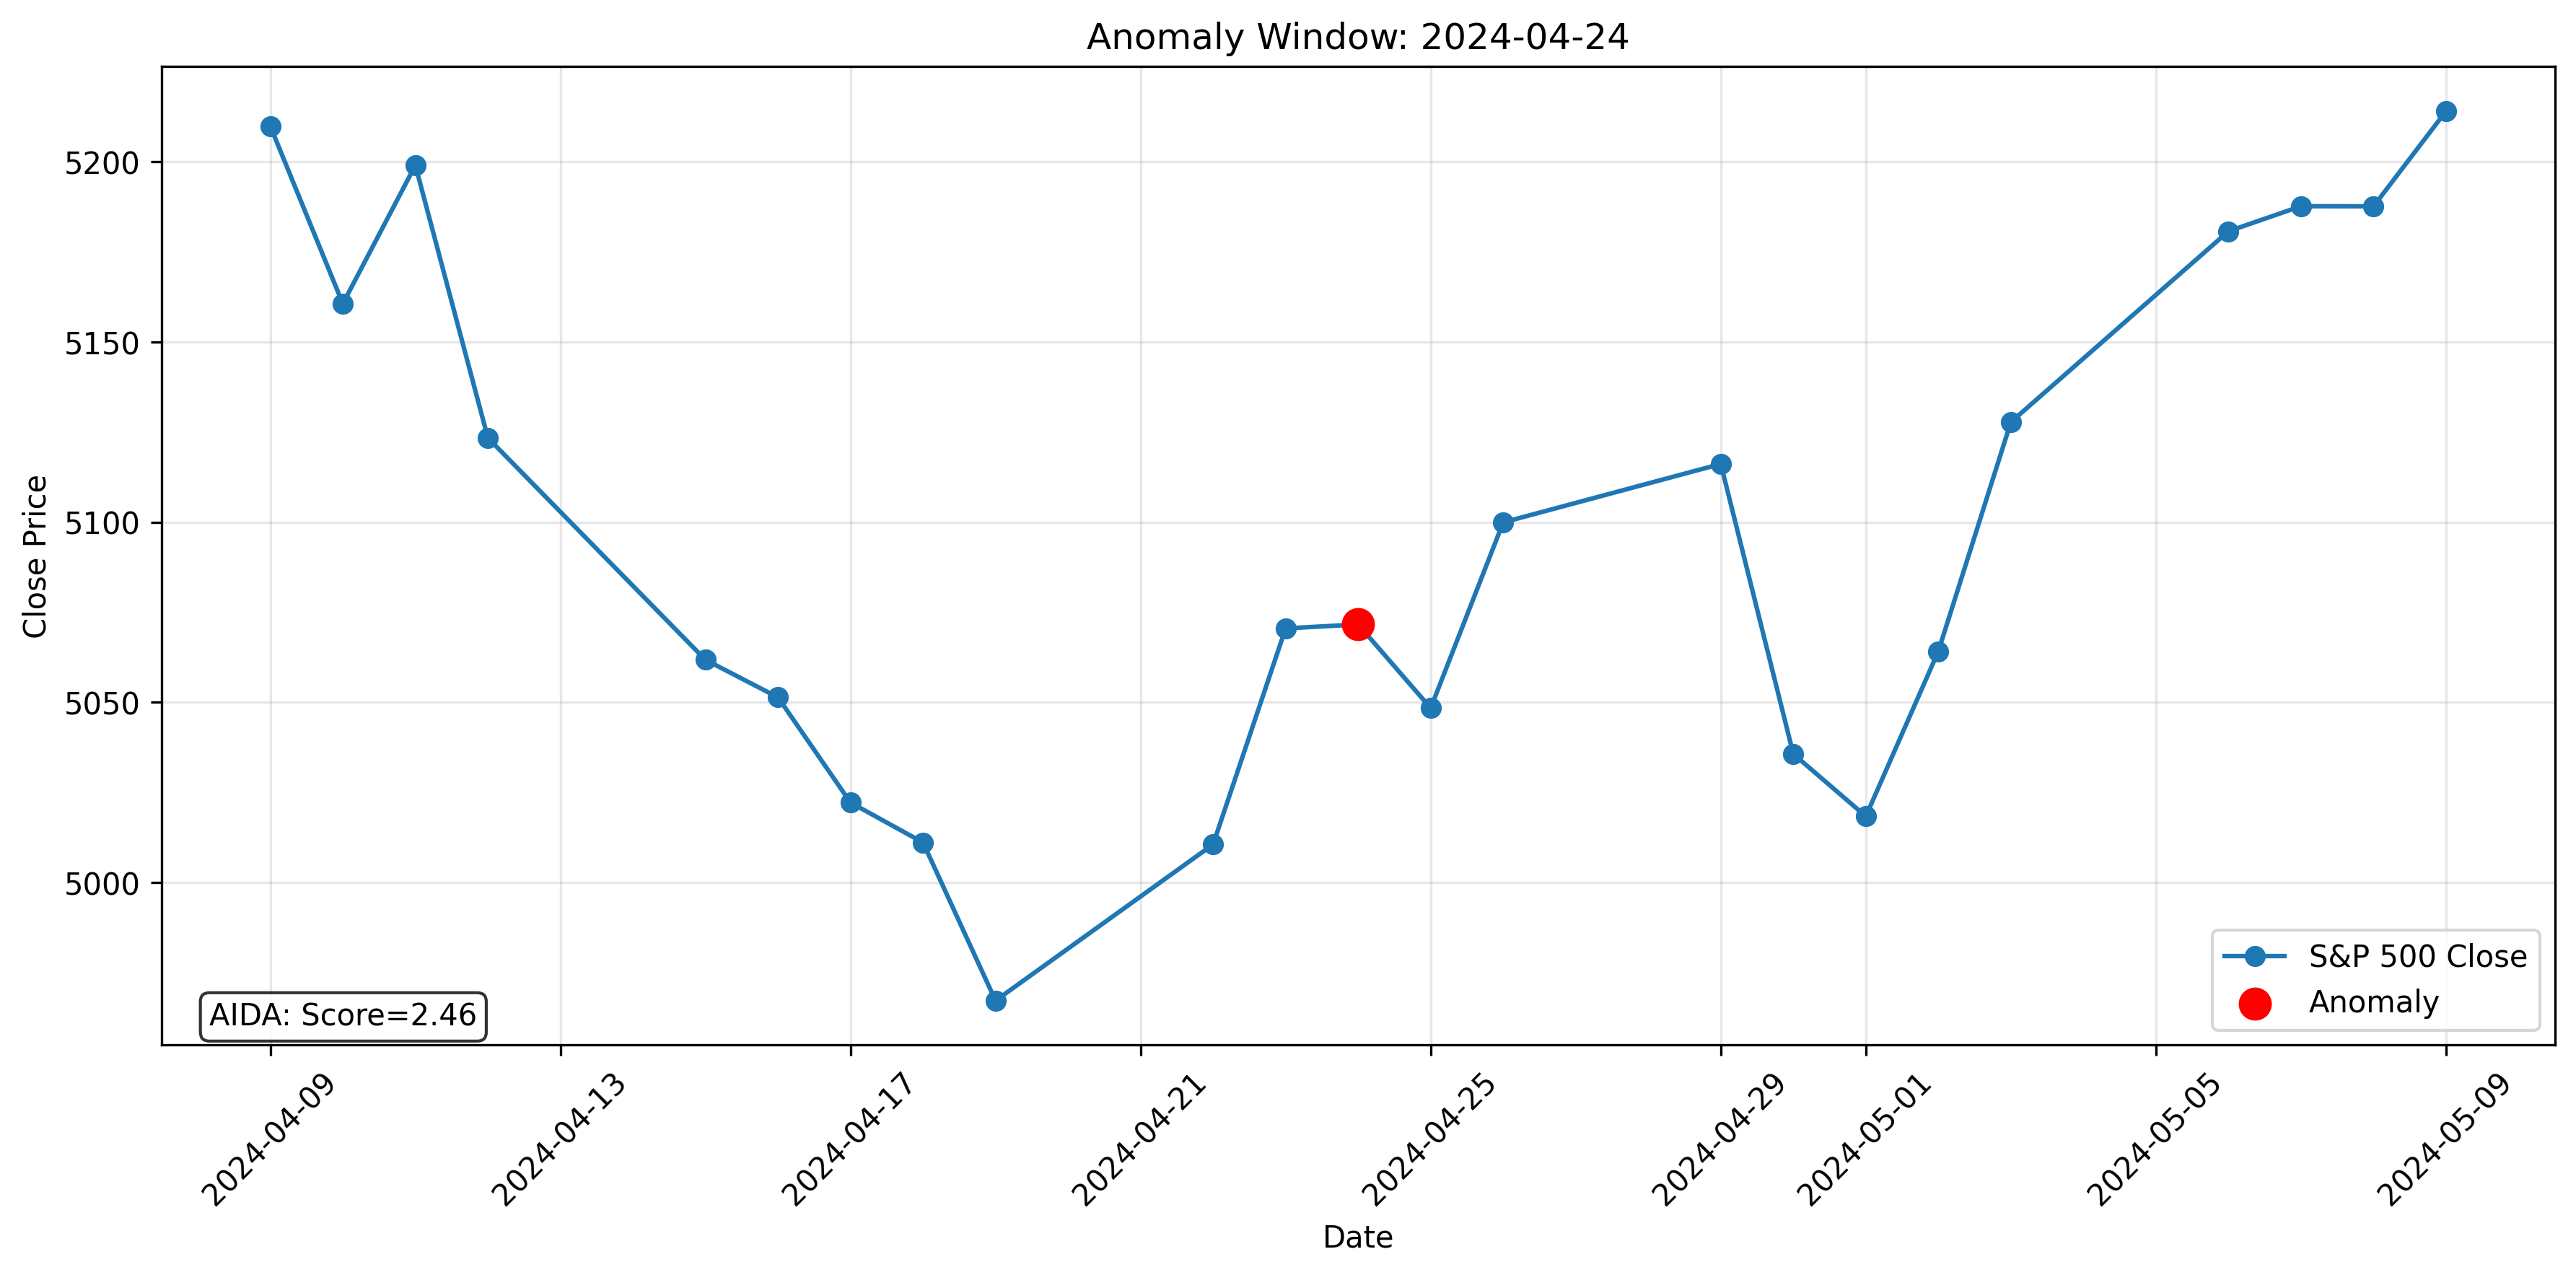 Anomaly Window: 2024-04-24
Close Price
5200
5150
5100
5050
5000
AIDA: Score=2.46
S&P 500 Close
Anomaly
2024-04-09
2024-04-13
2024-04-17
2024-04-21
2024-04-25
2024-04-29
2024-05-01
2024-05-05
2024-05-09
Date